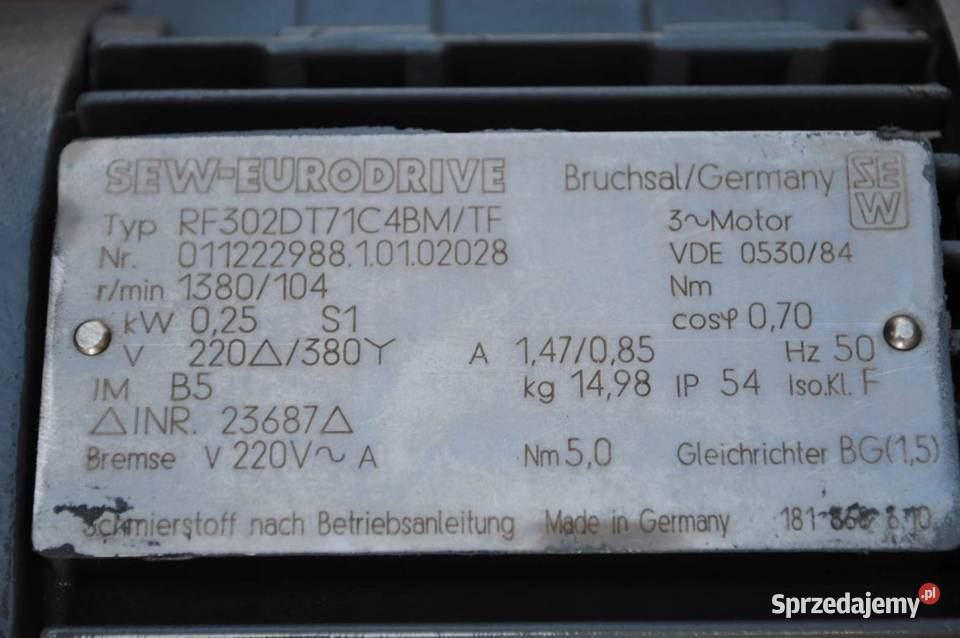 SEW-EURODRIVE Bruchsal/Germany SEW
Typ RF302DT71C4BM/TF 3~Motor
Nr. 011222988.1.01.02028 VDE 0530/84
r/min 1380/104 Nm
kW 0,25 S1 cosφ 0,70
V 220△/380Y A 1,47/0,85 Hz 50
IM B5 kg 14,98 IP 54 Iso.Kl. F
△INR. 23687△
Bremse V 220V~ A Nm 5,0 Gleichrichter BG(1,5)
Schmierstoff nach Betriebsanleitung Made in Germany 181
Sprzedajemy.pl